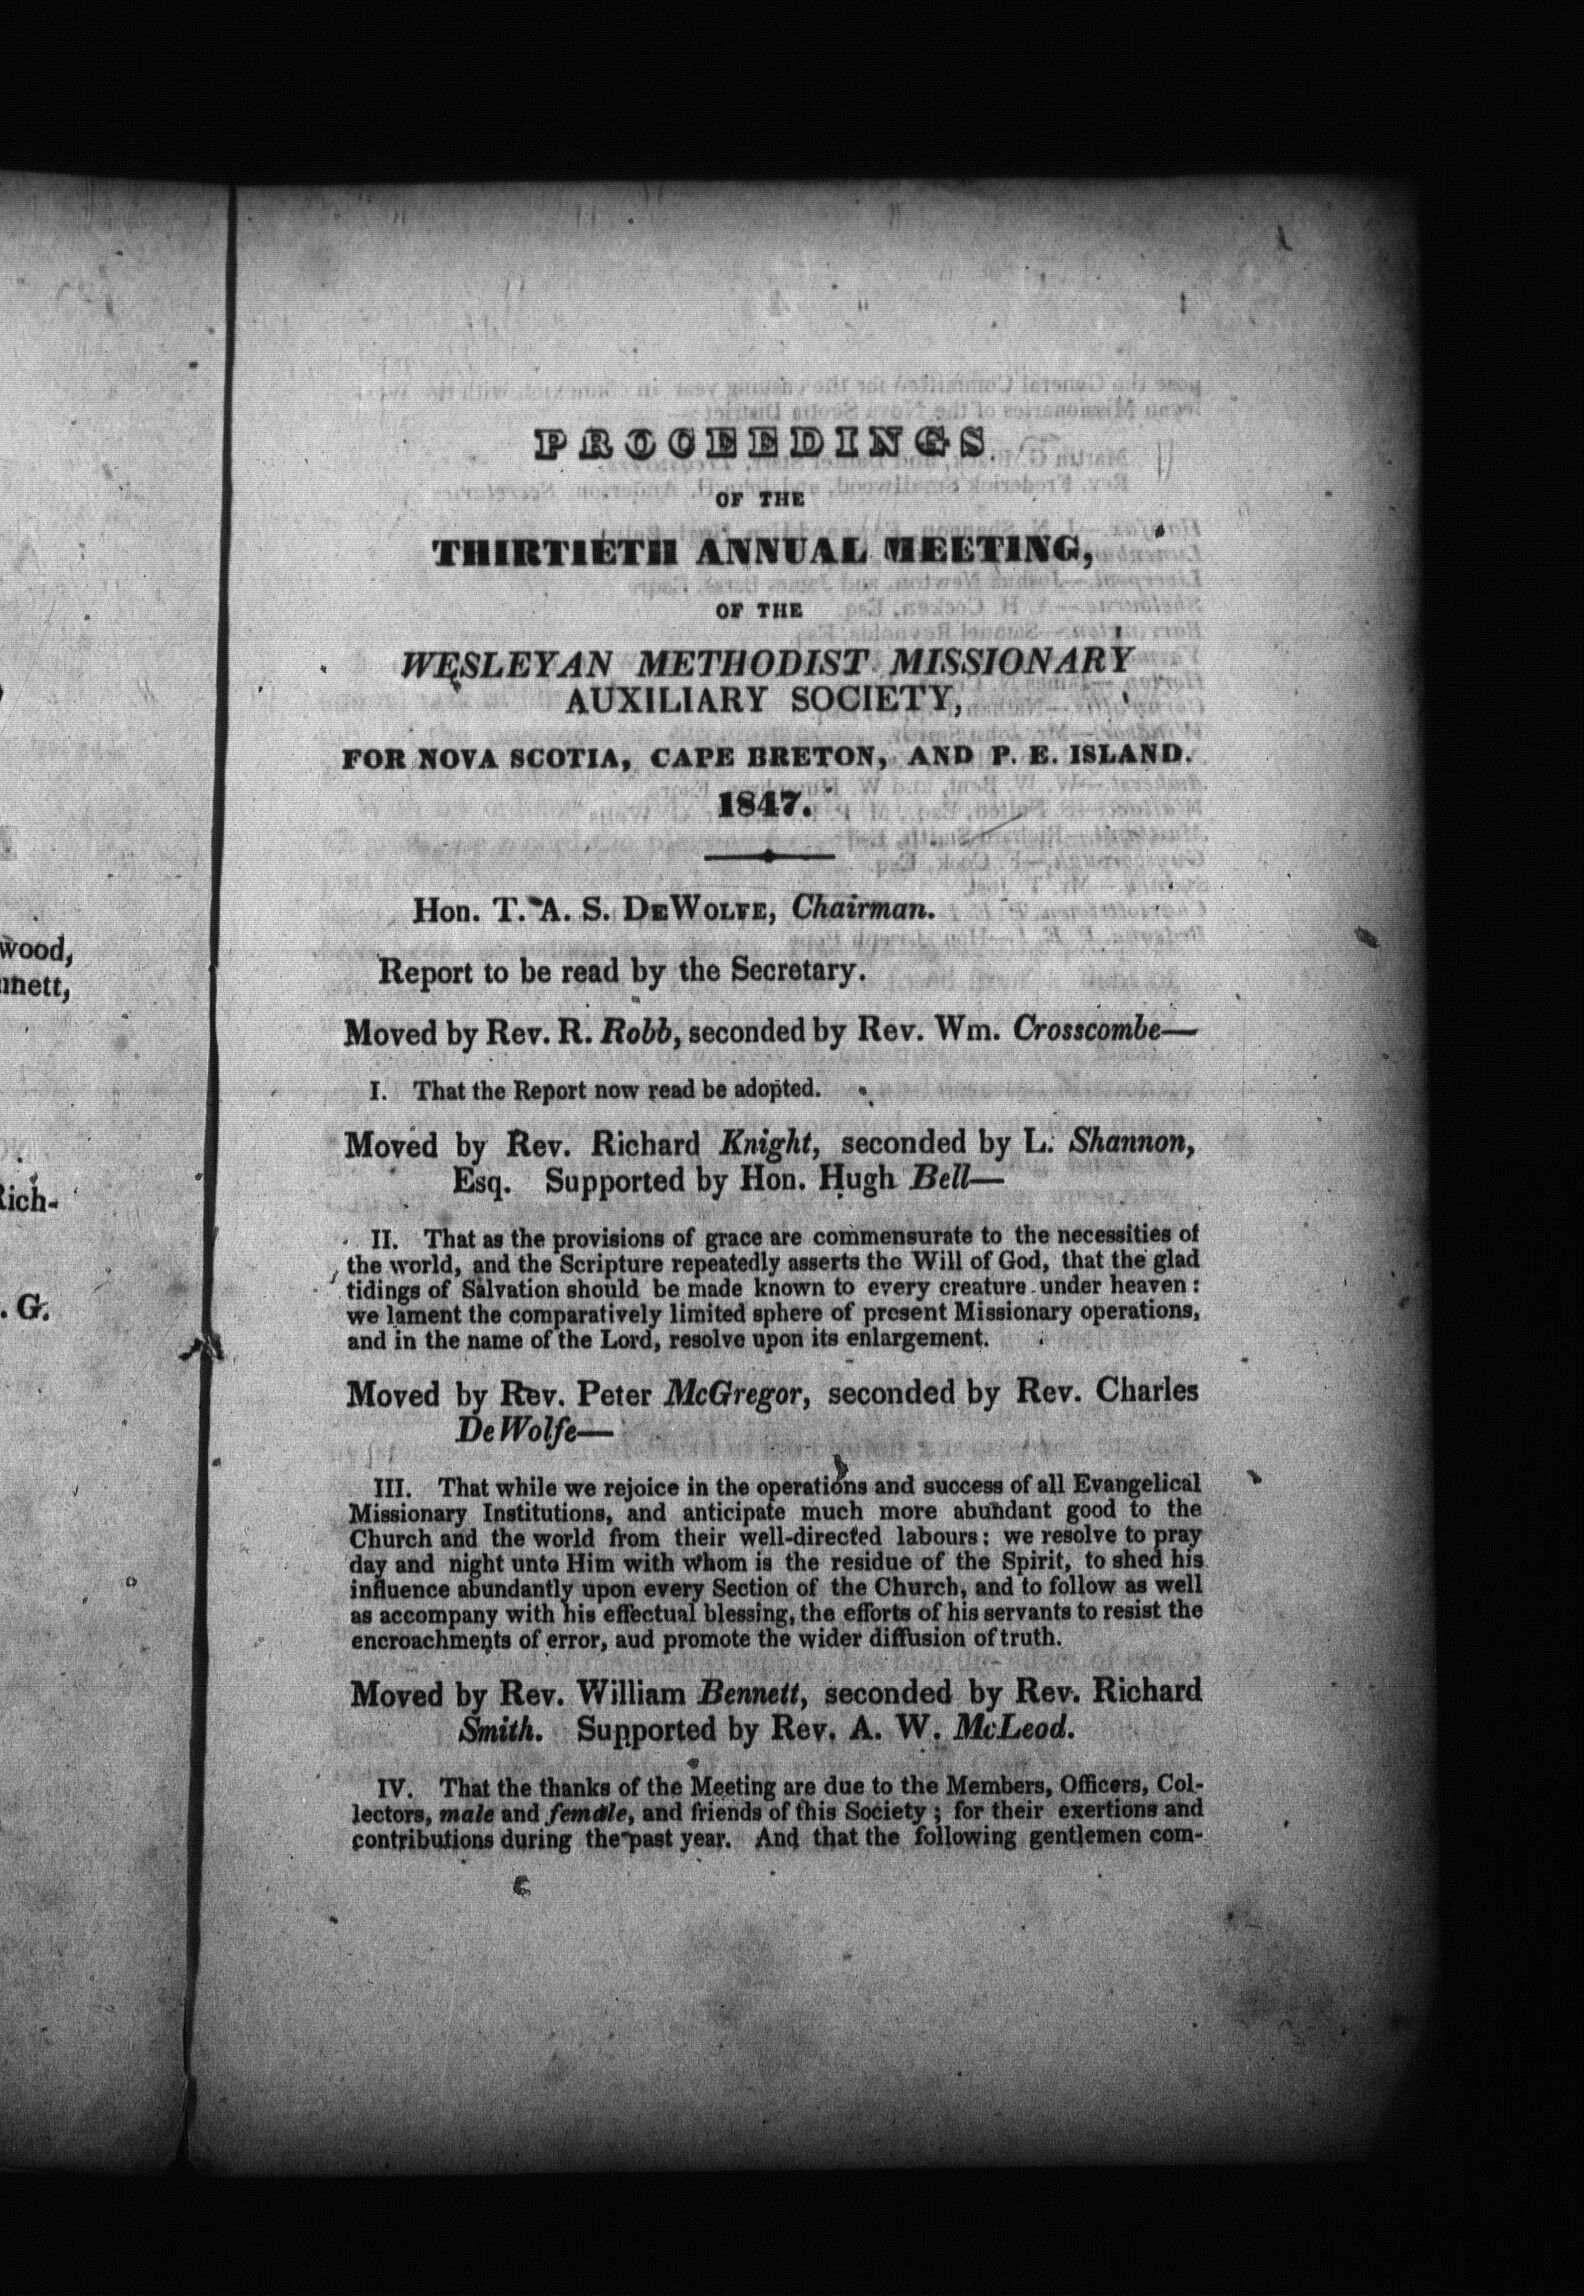 wood,
nnett,
Rich-
. G.
PROCEEDINGS
OF THE
THIRTIETH ANNUAL MEETING,
OF THE
WESLEYAN METHODIST MISSIONARY
AUXILIARY SOCIETY,
FOR NOVA SCOTIA, CAPE BRETON, AND P. E. ISLAND.
1847.
Hon. T. A. S. DEWOLFE, Chairman.
Report to be read by the Secretary.
Moved by Rev. R. Robb, seconded by Rev. Wm. Crosscombe—
I. That the Report now read be adopted.
Moved by Rev. Richard Knight, seconded by L. Shannon,
Esq. Supported by Hon. Hugh Bell—
II. That as the provisions of grace are commensurate to the necessities of
the world, and the Scripture repeatedly asserts the Will of God, that the glad
tidings of Salvation should be made known to every creature under heaven:
we lament the comparatively limited sphere of present Missionary operations,
and in the name of the Lord, resolve upon its enlargement.
Moved by Rev. Peter McGregor, seconded by Rev. Charles
DeWolfe—
III. That while we rejoice in the operations and success of all Evangelical
Missionary Institutions, and anticipate much more abundant good to the
Church and the world from their well-directed labours: we resolve to pray
day and night unto Him with whom is the residue of the Spirit, to shed his
influence abundantly upon every Section of the Church, and to follow as well
as accompany with his effectual blessing, the efforts of his servants to resist the
encroachments of error, aud promote the wider diffusion of truth.
Moved by Rev. William Bennett, seconded by Rev. Richard
Smith. Supported by Rev. A. W. McLeod.
IV. That the thanks of the Meeting are due to the Members, Officers, Col-
lectors, male and female, and friends of this Society; for their exertions and
contributions during the past year. And that the following gentlemen com-